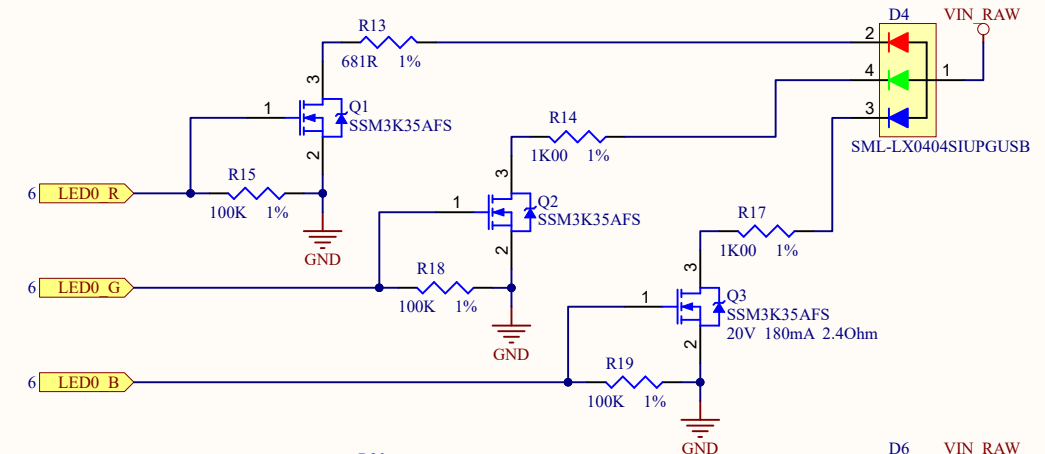 D4
VIN_RAW
R13
681R 1%
2
4
3
1
3
1
Q1
SSM3K35AFS
2
R14
1K00 1%
SML-LX0404SIUPGUSB
6 LED0_R
R15
100K 1%
GND
3
1
Q2
SSM3K35AFS
2
R17
1K00 1%
6 LED0_G
R18
100K 1%
GND
3
1
Q3
SSM3K35AFS
20V 180mA 2.4Ohm
2
6 LED0_B
R19
100K 1%
GND
D6
VIN_RAW